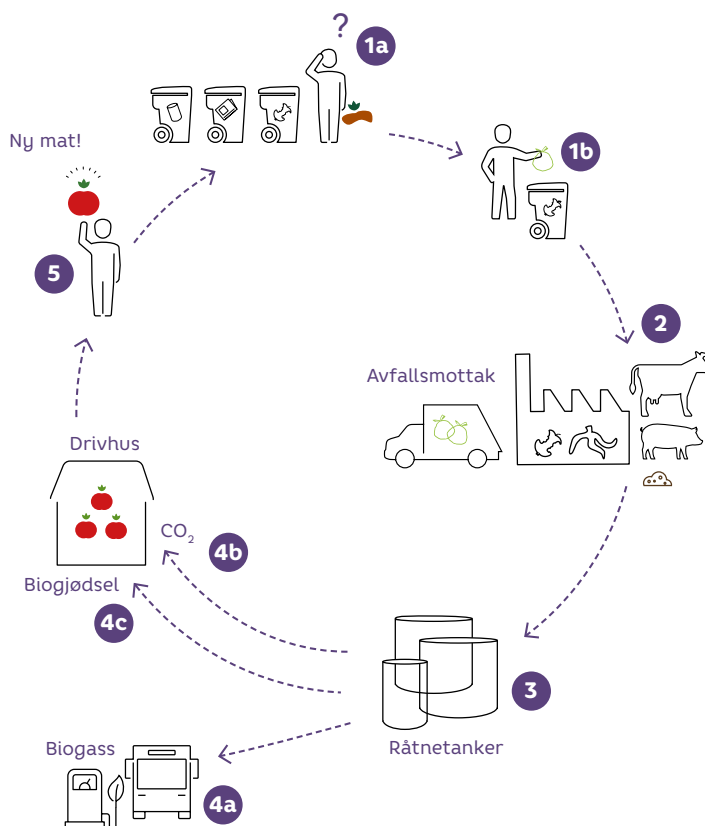 ?
1a
Ny mat!
1b
5
2
Avfallsmottak
Drivhus
CO₂
4b
Biogjødsel
4c
3
Råtnetanker
Biogass
4a